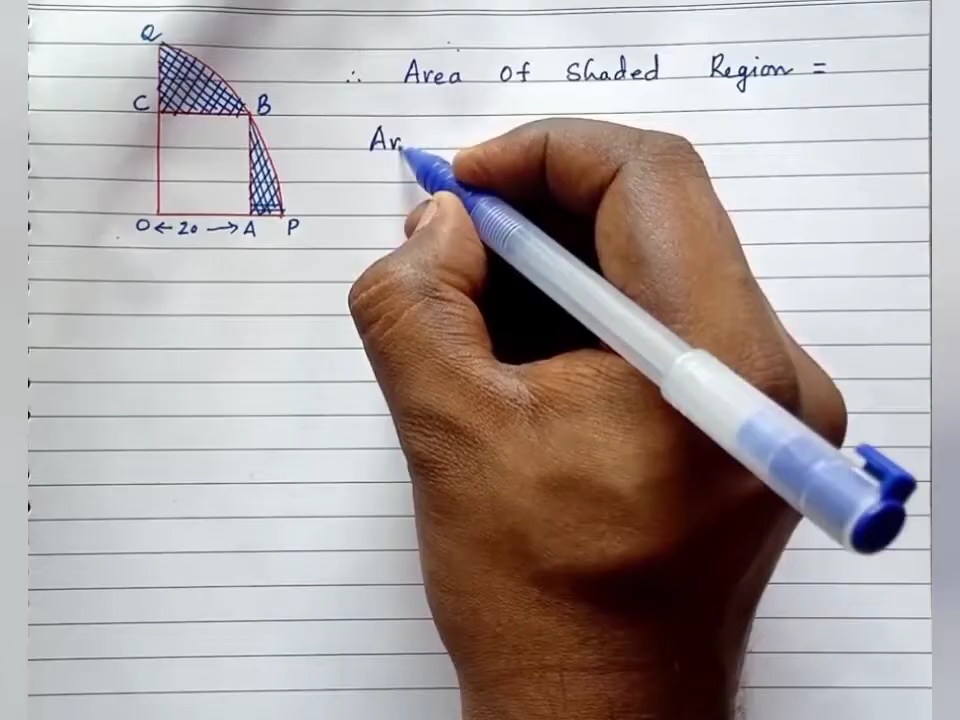 Q
∴ Area of Shaded Region =
C B
Ar
O ← 20 → A P